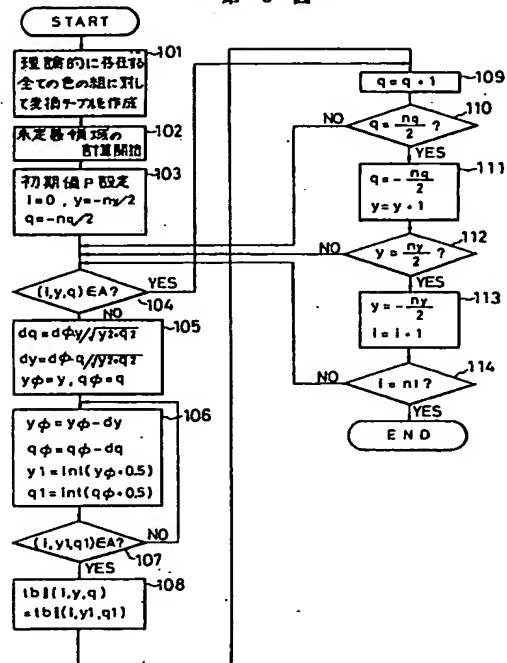 START
101
理論的に存在する
全ての色の組に対し
て変換テーブルを作成
102
未定義領域の
計算開始
103
初期値P設定
i=0, y=-ny/2
q=-nq/2
(i,y,q)∈A?
YES
104
NO
105
dq=dφ·y/√y²+q²
dy=dφ·q/√y²+q²
yφ=y, qφ=q
106
yφ=yφ-dy
qφ=qφ-dq
y1=int(yφ+0.5)
q1=int(qφ+0.5)
(i,y1,q1)∈A?
NO
107
YES
108
tbl(i,y,q)
=tbl(i,y1,q1)
109
q=q+1
110
NO
q=nq/2 ?
YES
111
q=-nq/2
y=y+1
NO
y=ny/2 ?
112
YES
113
y=-ny/2
i=i+1
NO
i=ni?
114
YES
END